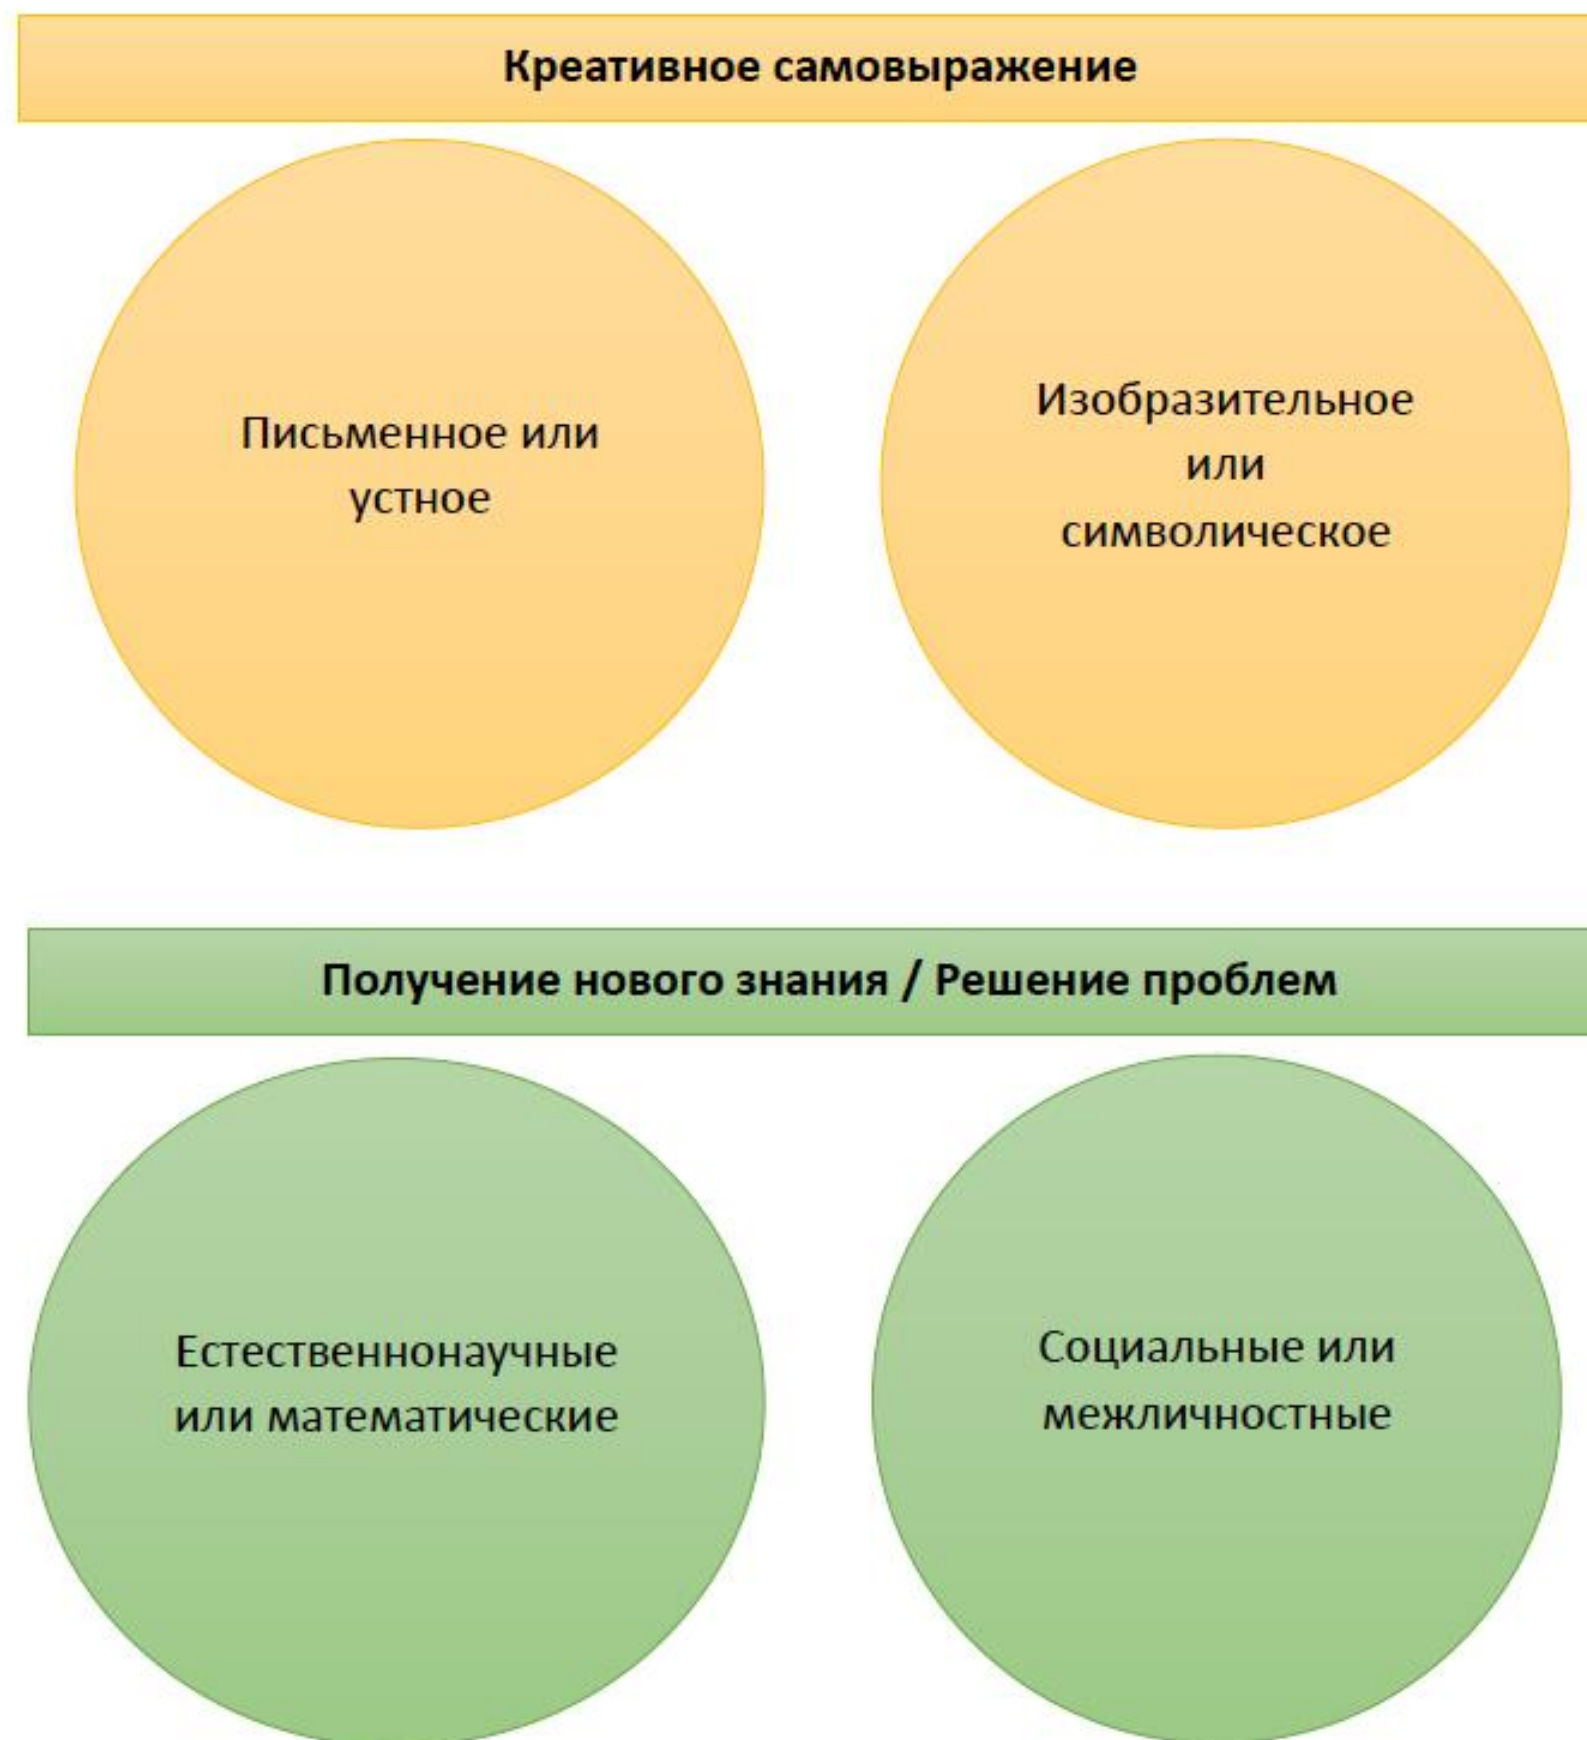 Креативное самовыражение
Письменное или
устное
Изобразительное
или
символическое
Получение нового знания / Решение проблем
Естественнонаучные
или математические
Социальные или
межличностные